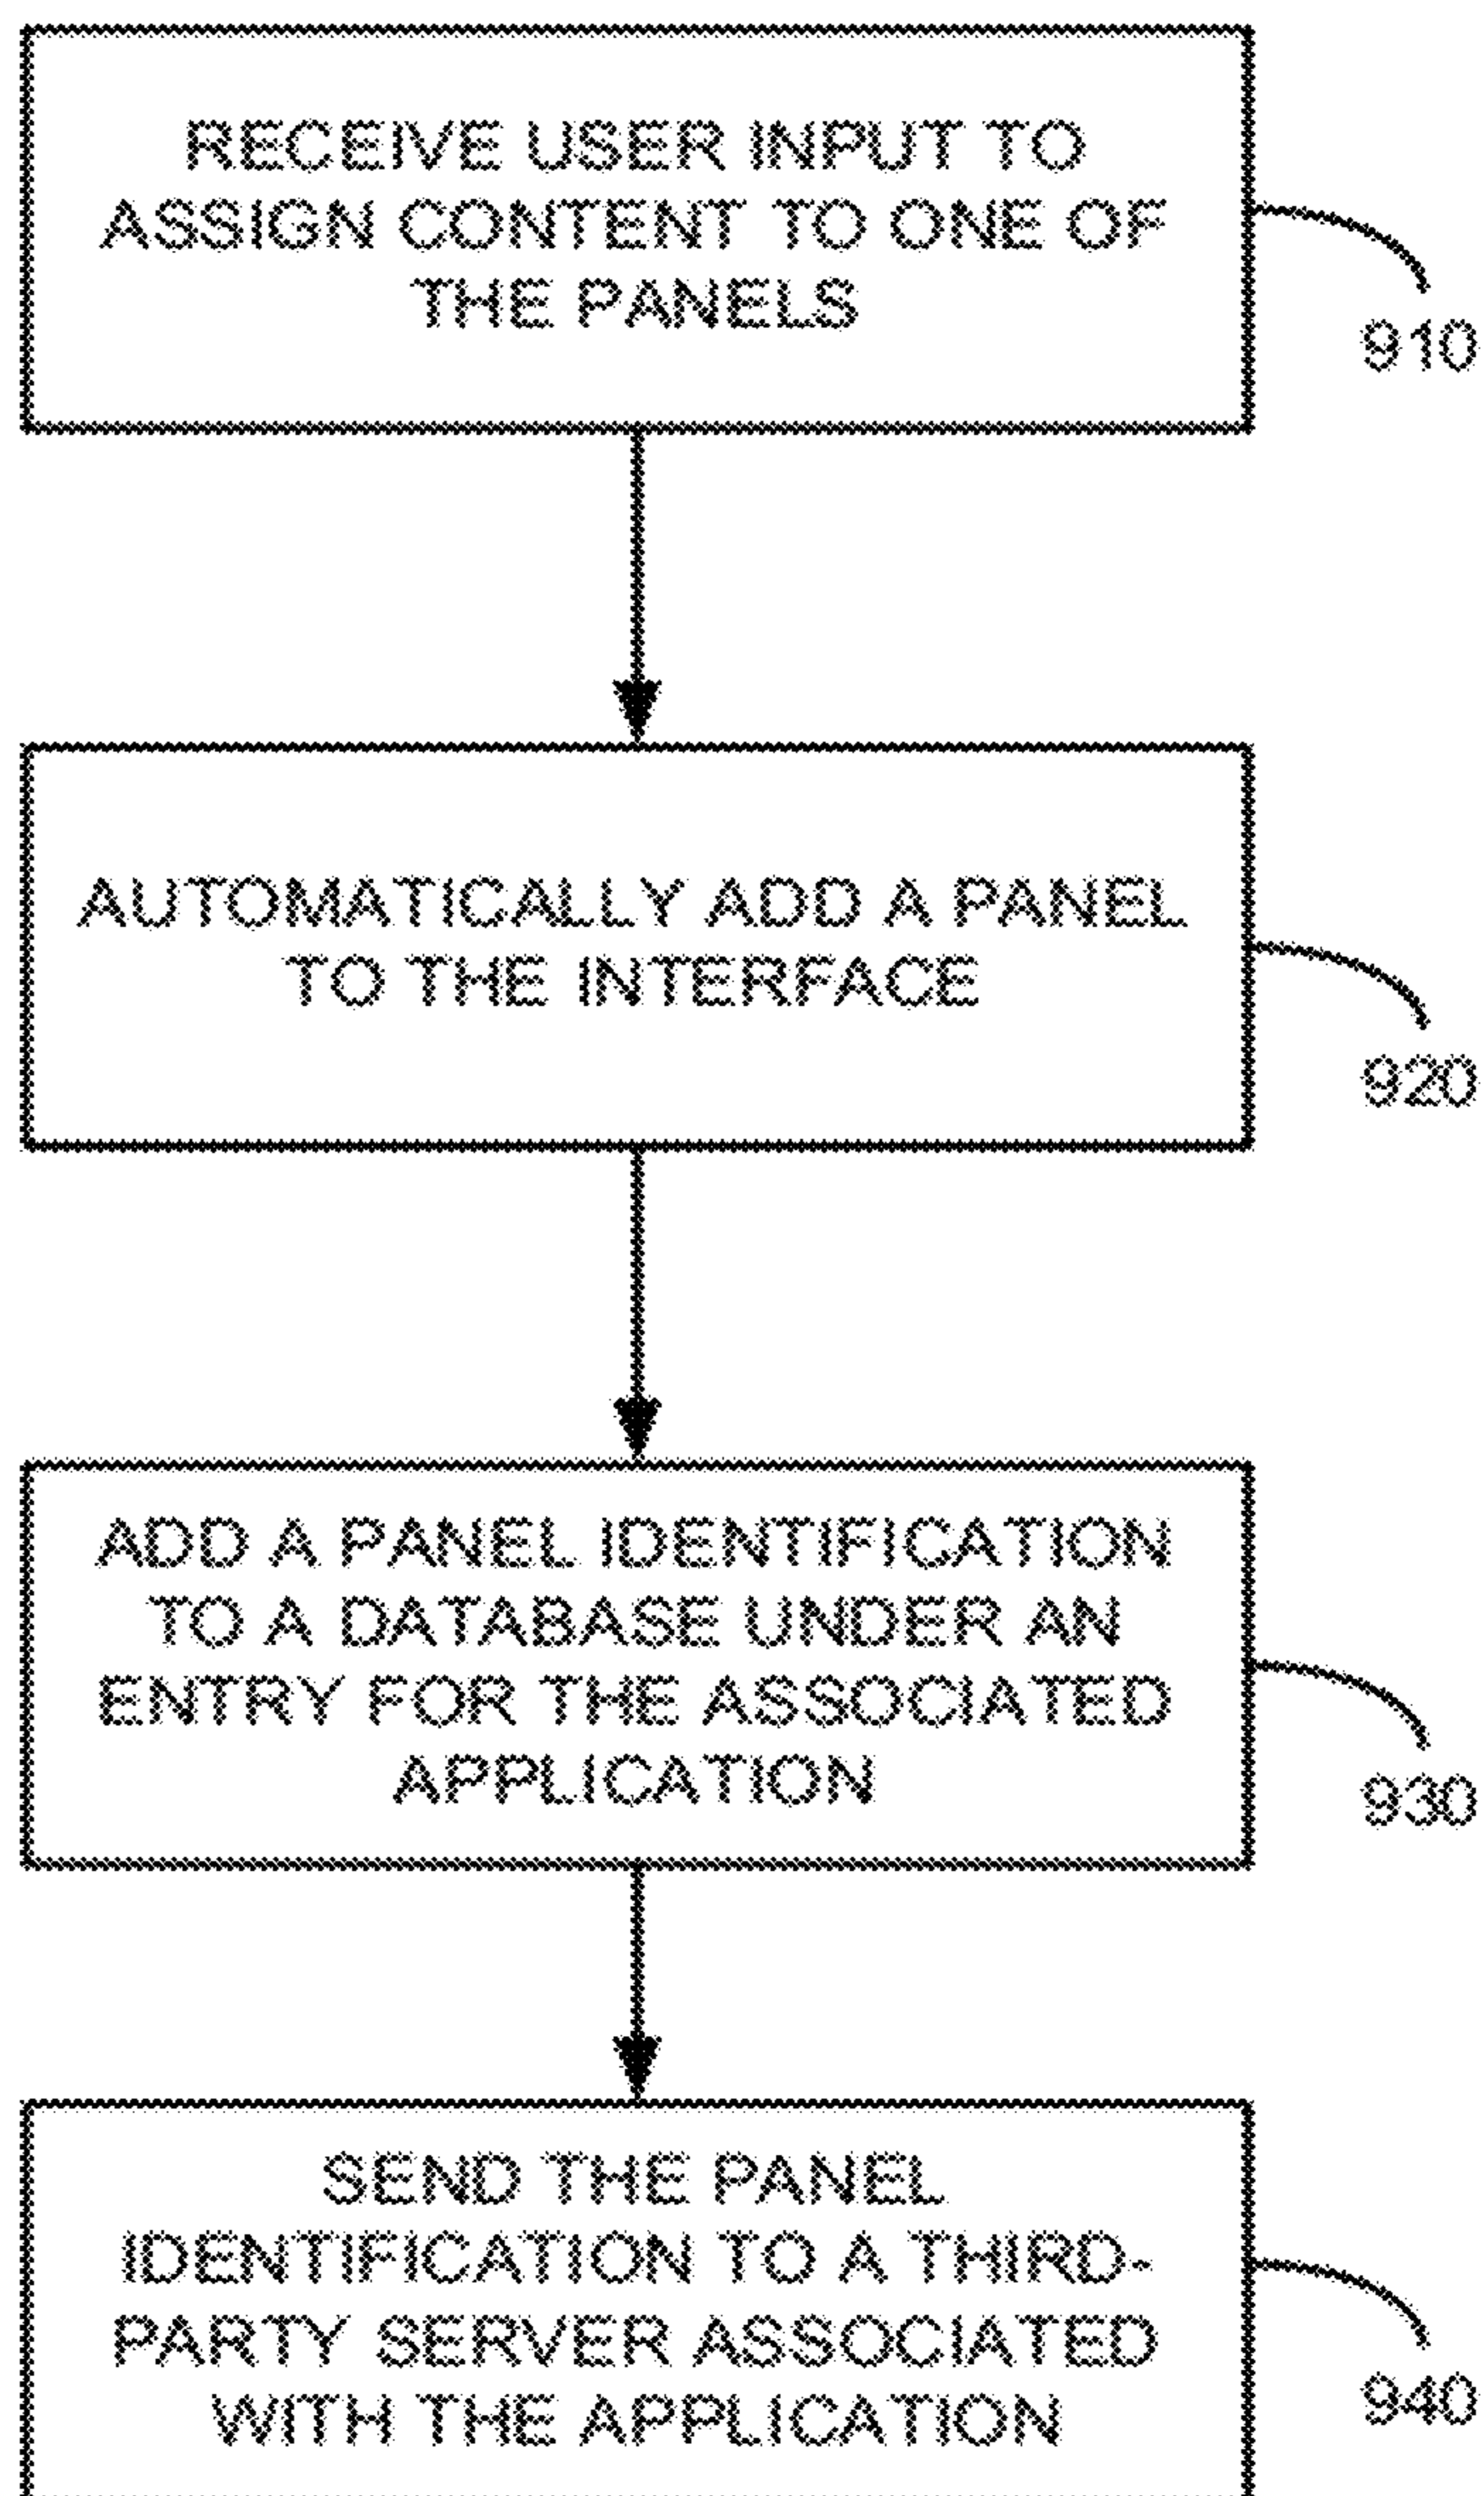 RECEIVE USER INPUT TO
ASSIGN CONTENT TO ONE OF
THE PANELS
910
AUTOMATICALLY ADD A PANEL
TO THE INTERFACE
920
ADD A PANEL IDENTIFICATION
TO A DATABASE UNDER AN
ENTRY FOR THE ASSOCIATED
APPLICATION
930
SEND THE PANEL
IDENTIFICATION TO A THIRD-
PARTY SERVER ASSOCIATED
WITH THE APPLICATION
940